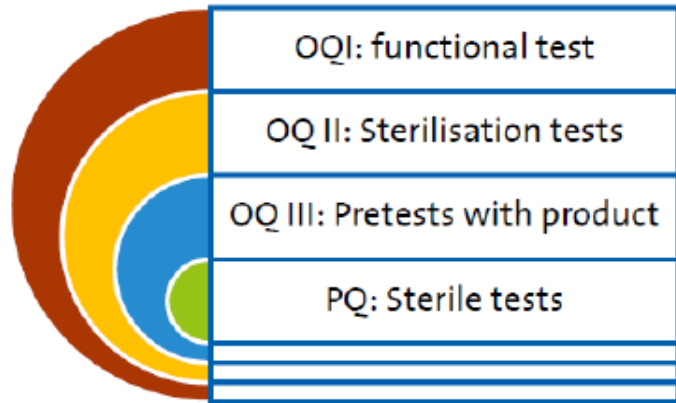 OQI: functional test
OQ II: Sterilisation tests
OQ III: Pretests with product
PQ: Sterile tests